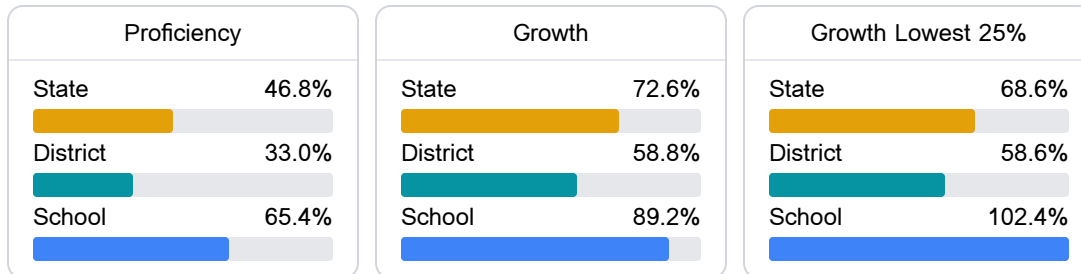 Proficiency
State 46.8%
District 33.0%
School 65.4%
Growth
State 72.6%
District 58.8%
School 89.2%
Growth Lowest 25%
State 68.6%
District 58.6%
School 102.4%